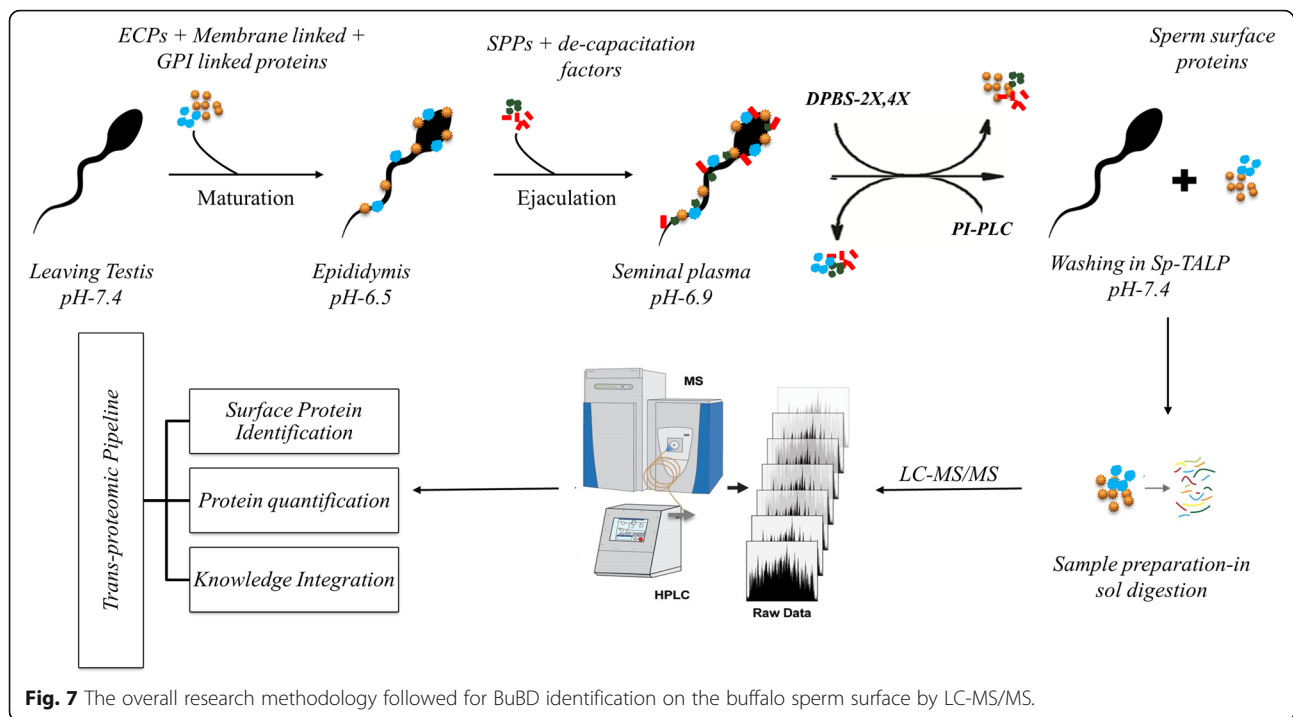 ECPs + Membrane linked +
GPI linked proteins
SPPs + de-capacitation
factors
Sperm surface
proteins
DPBS-2X,4X
Maturation
Ejaculation
PI-PLC
Leaving Testis
pH-7.4
Epididymis
pH-6.5
Seminal plasma
pH-6.9
Washing in Sp-TALP
pH-7.4
Trans-proteomic Pipeline
Surface Protein
Identification
Protein quantification
Knowledge Integration
MS
HPLC
Raw Data
LC-MS/MS
Sample preparation-in
sol digestion
Fig. 7 The overall research methodology followed for BuBD identification on the buffalo sperm surface by LC-MS/MS.